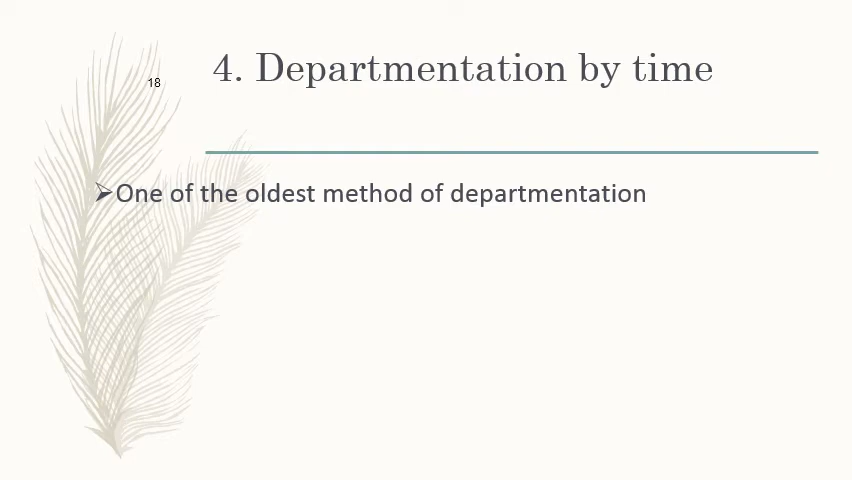 18
4. Departmentation by time
➢One of the oldest method of departmentation